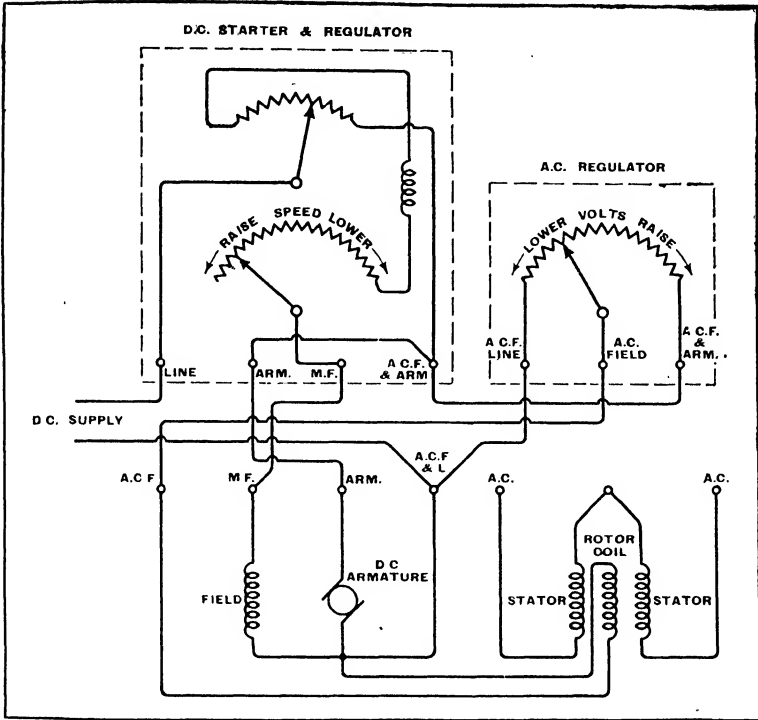 D.C. STARTER & REGULATOR
A.C. REGULATOR
RAISE SPEED LOWER
LOWER VOLTS RAISE
LINE
ARM.
M.F.
A C.F.
& ARM
A C.F.
LINE
A.C.
FIELD
A C.F.
&
ARM.
D C. SUPPLY
A.C F
M F.
ARM.
A.C.F
& L
A.C.
A.C.
FIELD
D C
ARMATURE
STATOR
ROTOR
COIL
STATOR